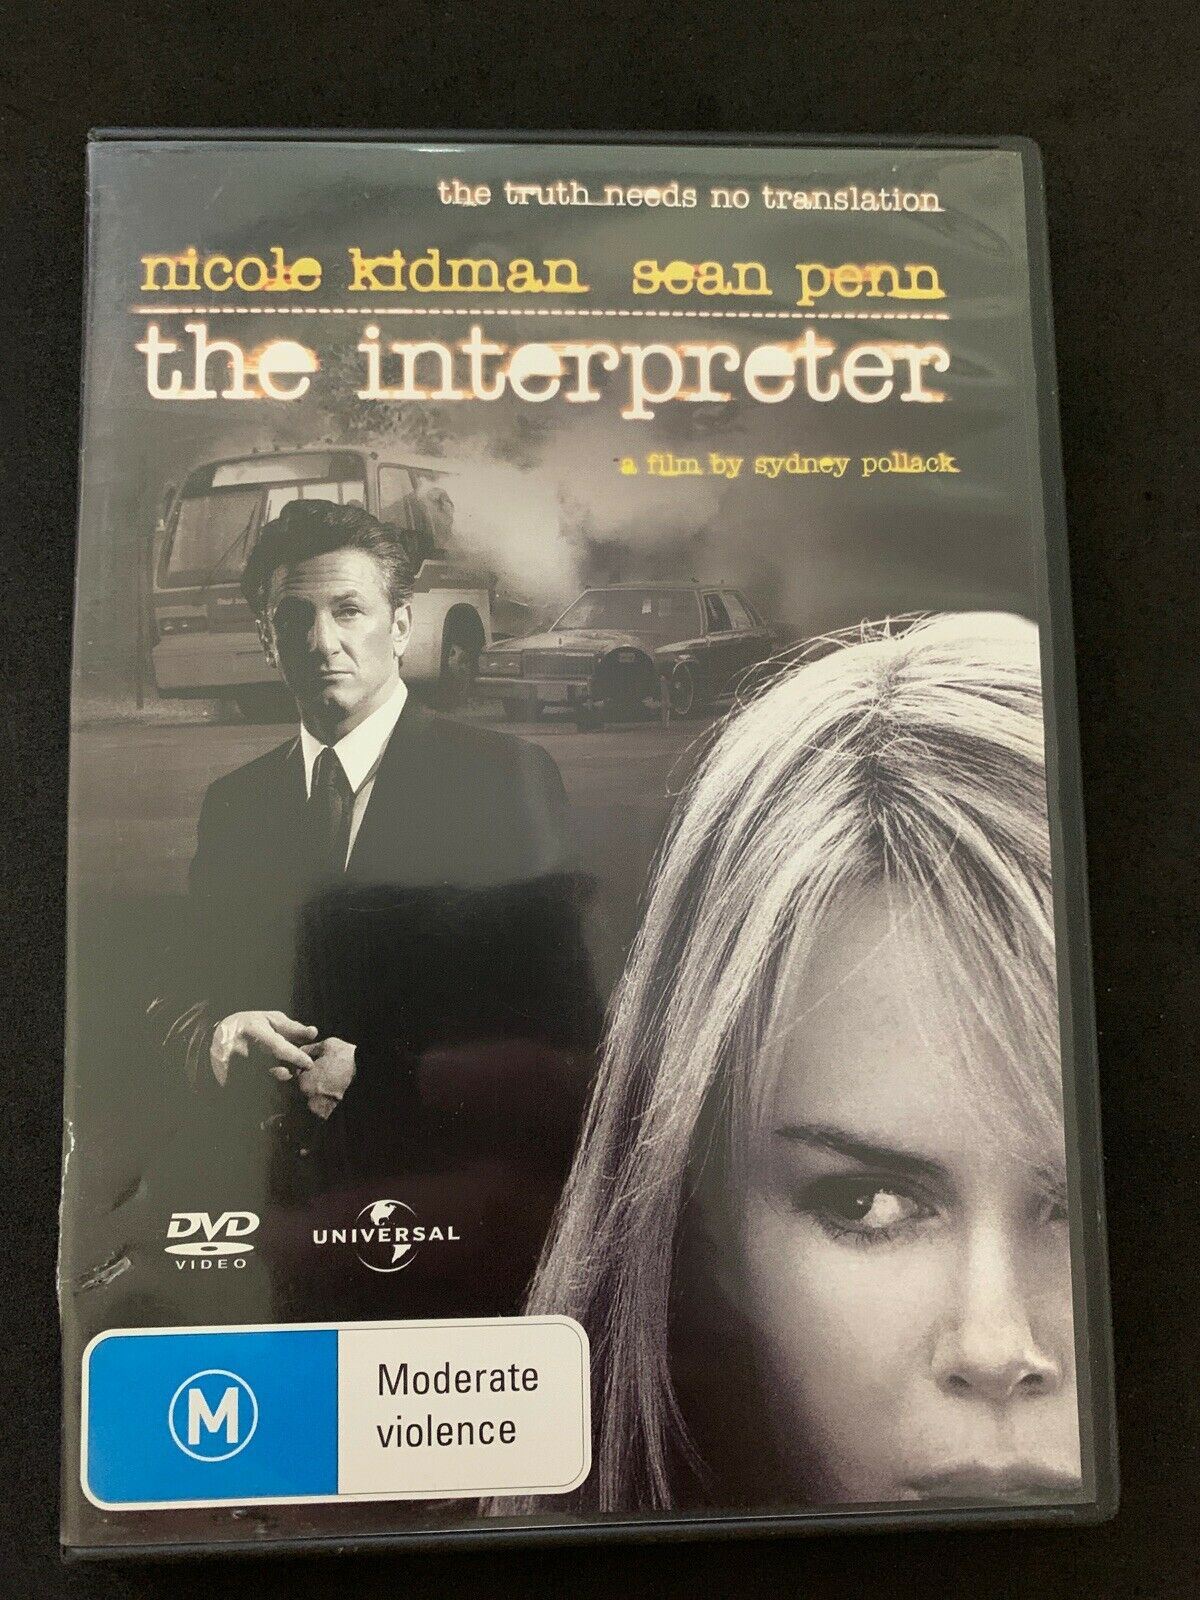 the truth needs no translation
nicole kidman sean penn
the interpreter
a film by sydney pollack
DVD
VIDEO
UNIVERSAL
M
Moderate
violence